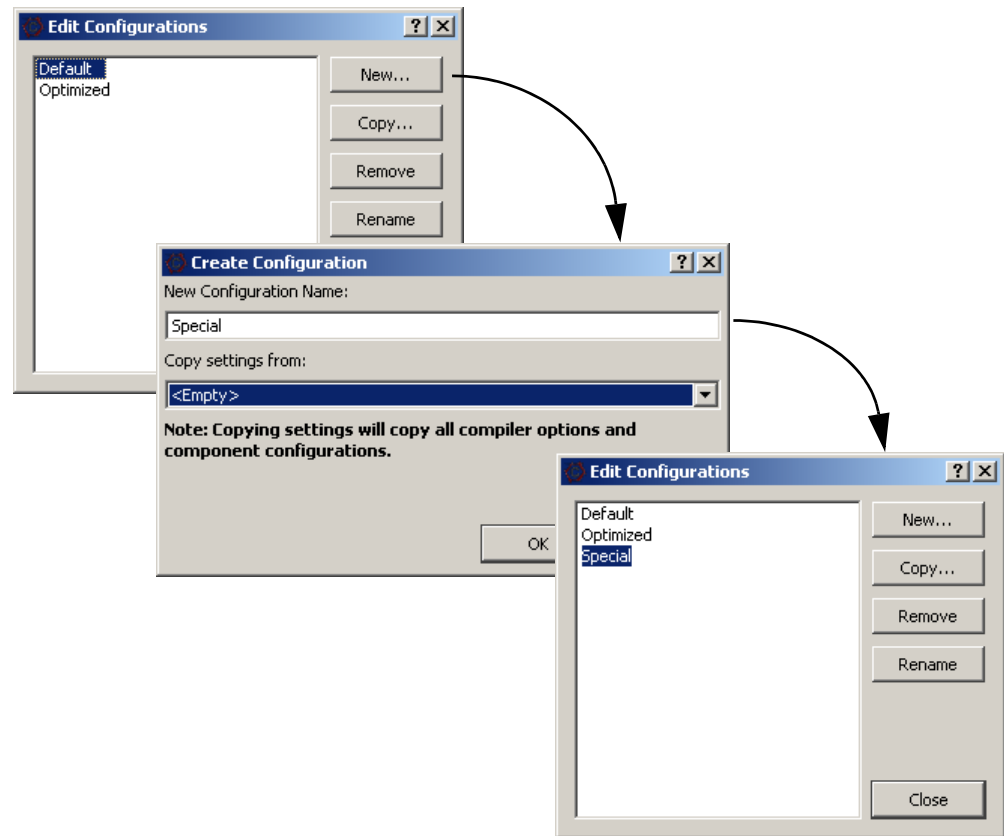 Edit Configurations
Default
Optimized
New...
Copy...
Remove
Rename
Create Configuration
New Configuration Name:
Special
Copy settings from:
<Empty>
Note: Copying settings will copy all compiler options and
component configurations.
OK
Edit Configurations
Default
Optimized
Special
New...
Copy...
Remove
Rename
Close